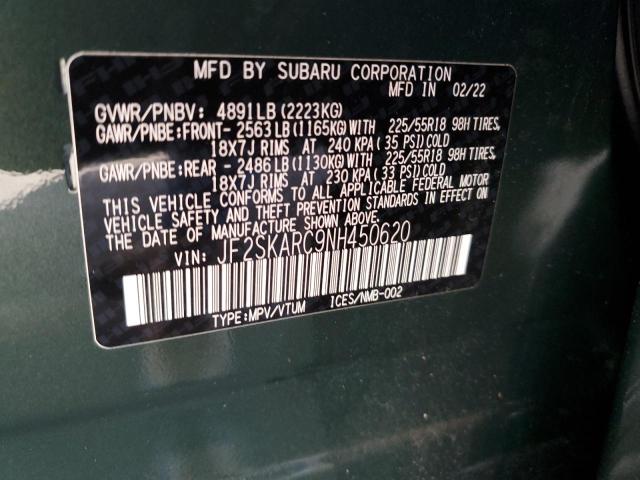 MFD BY SUBARU CORPORATION
MFD IN 02/22
GVWR/PNBV: 4891LB(2223KG)
GAWR/PNBE:FRONT- 2563LB(1165KG)WITH 225/55R18 98H TIRES,
18X7J RIMS AT 240 KPA(35 PSI)COLD
GAWR/PNBE:REAR - 2486LB(1130KG)WITH 225/55R18 98H TIRES,
18X7J RIMS AT 230 KPA(33 PSI)COLD
THIS VEHICLE CONFORMS TO ALL APPLICABLE FEDERAL MOTOR
VEHICLE SAFETY AND THEFT PREVENTION STANDARDS IN EFFECT ON
THE DATE OF MANUFACTURE SHOWN ABOVE.
VIN: JF2SKARC9NH450620
TYPE:MPV/VTUM ICES/NMB-002